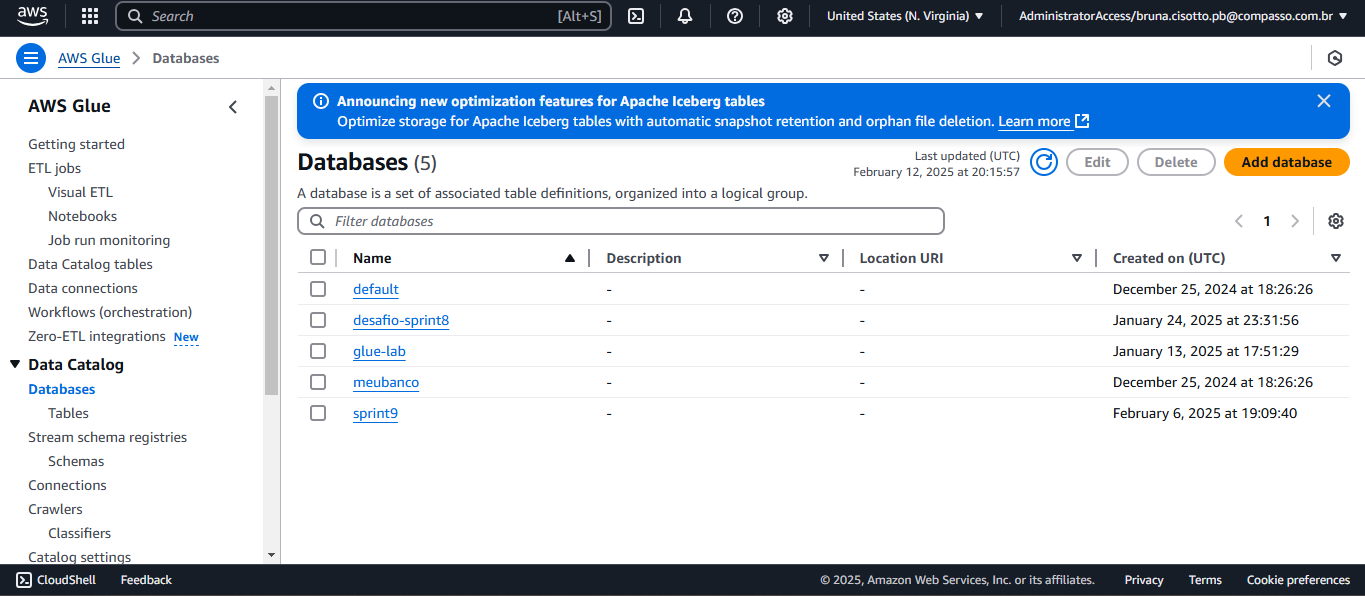 aws Search [Alt+S] United States (N. Virginia) AdministratorAccess/bruna.cisotto.pb@compasso.com.br
AWS Glue Databases
AWS Glue
Getting started
ETL jobs
Visual ETL
Notebooks
Job run monitoring
Data Catalog tables
Data connections
Workflows (orchestration)
Zero-ETL integrations New
Data Catalog
Databases
Tables
Stream schema registries
Schemas
Connections
Crawlers
Classifiers
Catalog settings
Announcing new optimization features for Apache Iceberg tables
Optimize storage for Apache Iceberg tables with automatic snapshot retention and orphan file deletion. Learn more
Databases (5)
Last updated (UTC)
February 12, 2025 at 20:15:57
Edit Delete Add database
A database is a set of associated table definitions, organized into a logical group.
Filter databases 1
Name Description Location URI Created on (UTC)
default - - December 25, 2024 at 18:26:26
desafio-sprint8 - - January 24, 2025 at 23:31:56
glue-lab - - January 13, 2025 at 17:51:29
meubanco - - December 25, 2024 at 18:26:26
sprint9 - - February 6, 2025 at 19:09:40
CloudShell Feedback © 2025, Amazon Web Services, Inc. or its affiliates. Privacy Terms Cookie preferences